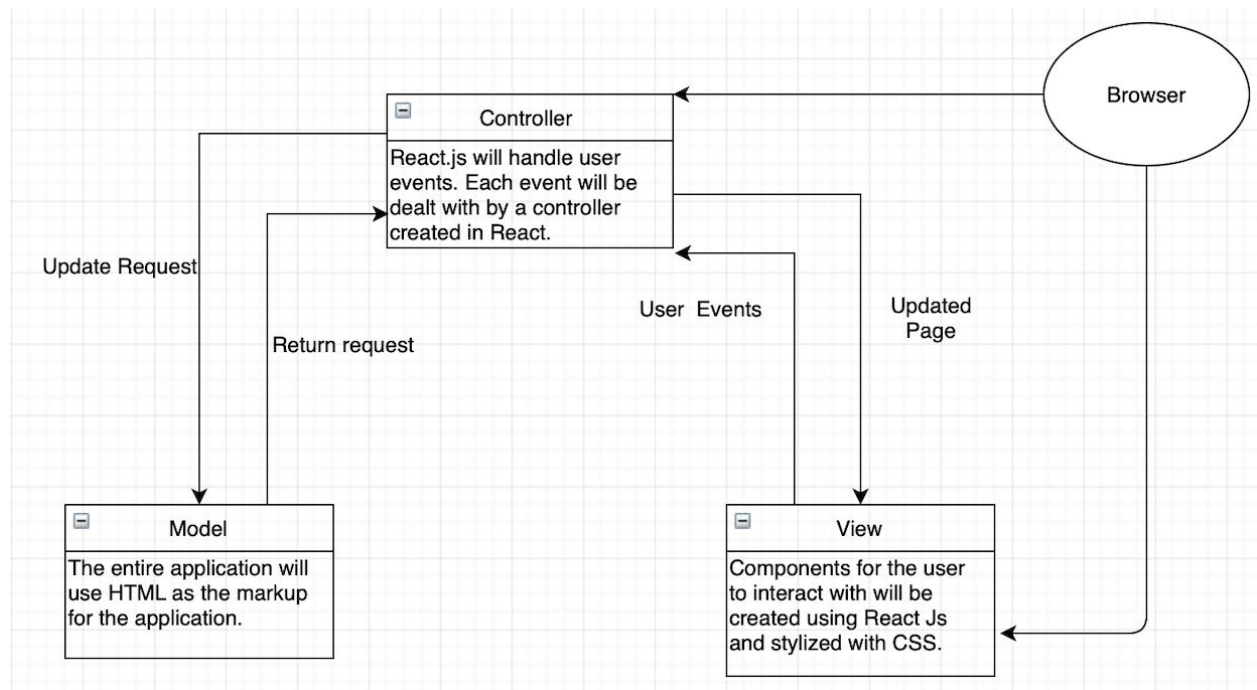 Browser
Controller
React.js will handle user
events. Each event will be
dealt with by a controller
created in React.
Update Request
Return request
User Events
Updated
Page
Model
The entire application will
use HTML as the markup
for the application.
View
Components for the user
to interact with will be
created using React Js
and stylized with CSS.